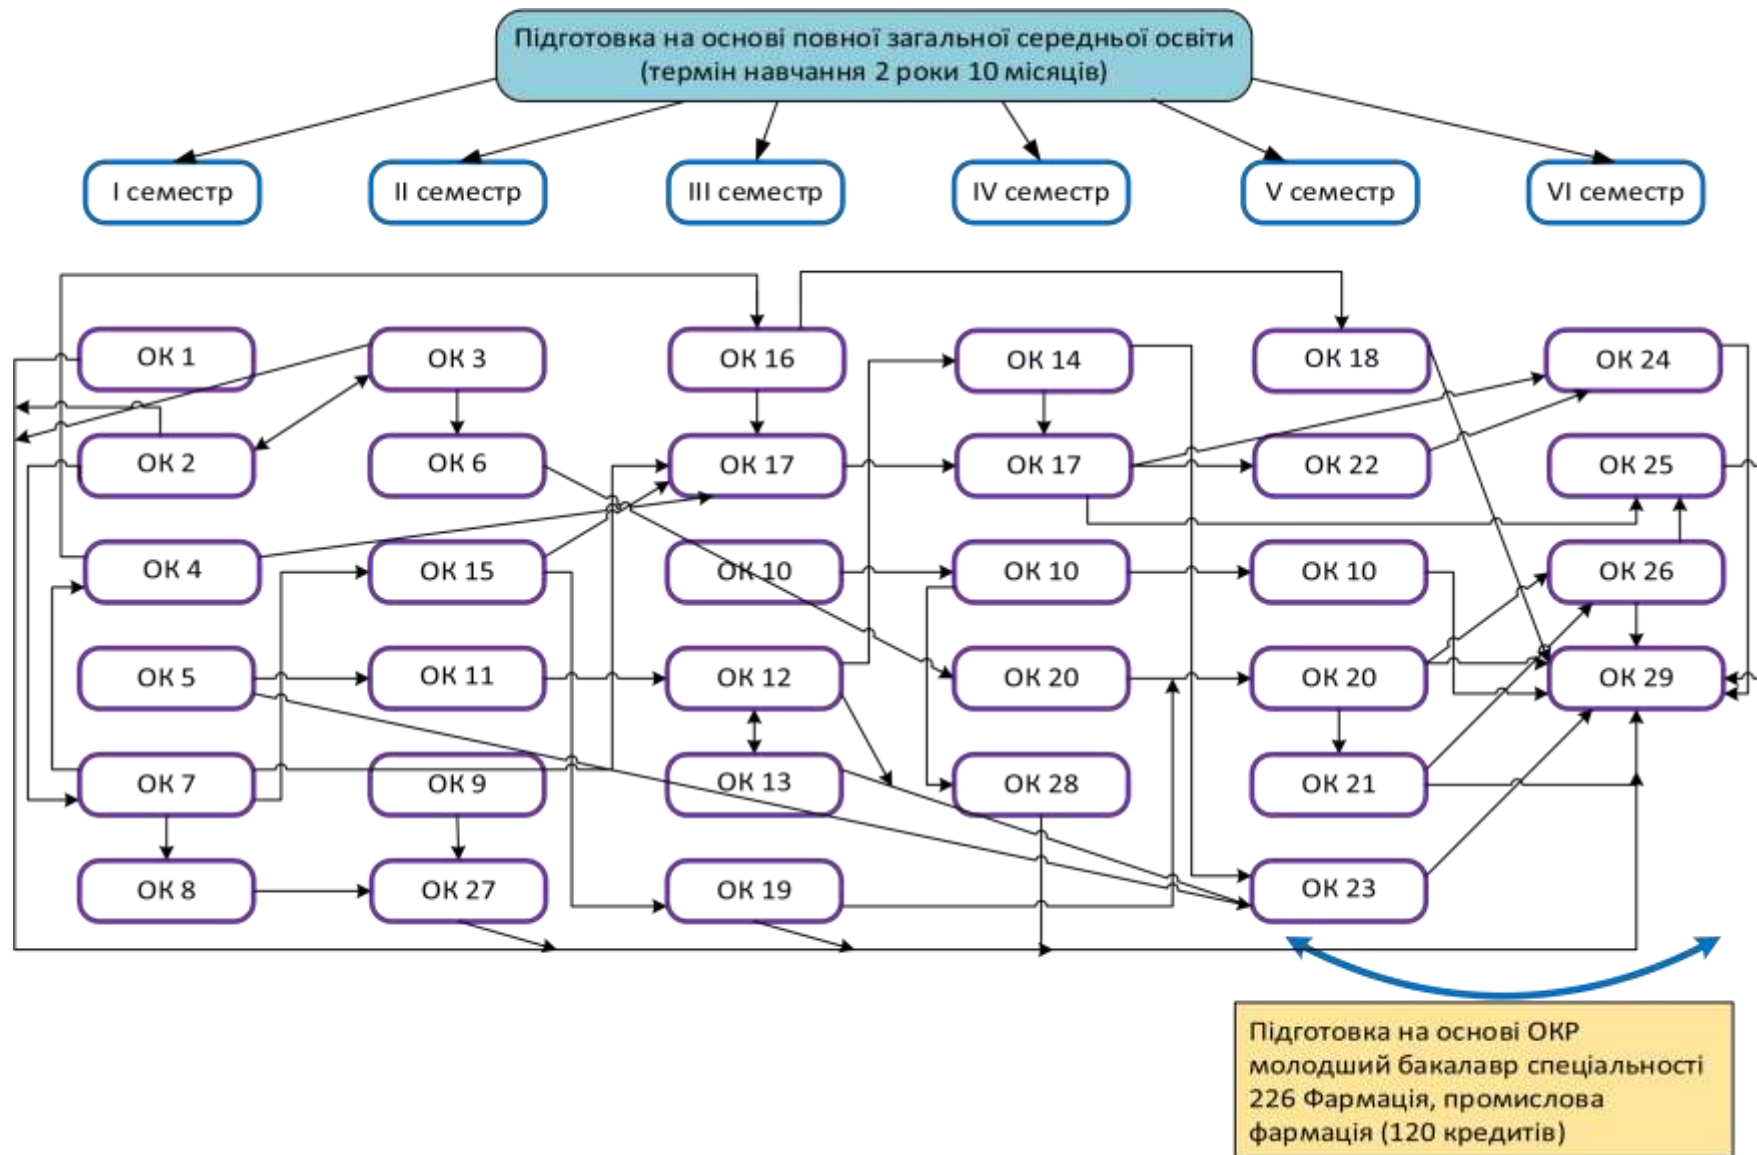 Підготовка на основі повної загальної середньої освіти
(термін навчання 2 роки 10 місяців)
І семестр
ІІ семестр
ІІІ семестр
IV семестр
V семестр
VI семестр
ОК 1
ОК 3
ОК 16
ОК 14
ОК 18
ОК 24
ОК 2
ОК 6
ОК 17
ОК 17
ОК 22
ОК 25
ОК 4
ОК 15
ОК 10
ОК 10
ОК 10
ОК 26
ОК 5
ОК 11
ОК 12
ОК 20
ОК 20
ОК 29
ОК 7
ОК 9
ОК 13
ОК 28
ОК 21
ОК 8
ОК 27
ОК 19
ОК 23
Підготовка на основі ОКР
молодший бакалавр спеціальності
226 Фармація, промислова
фармація (120 кредитів)